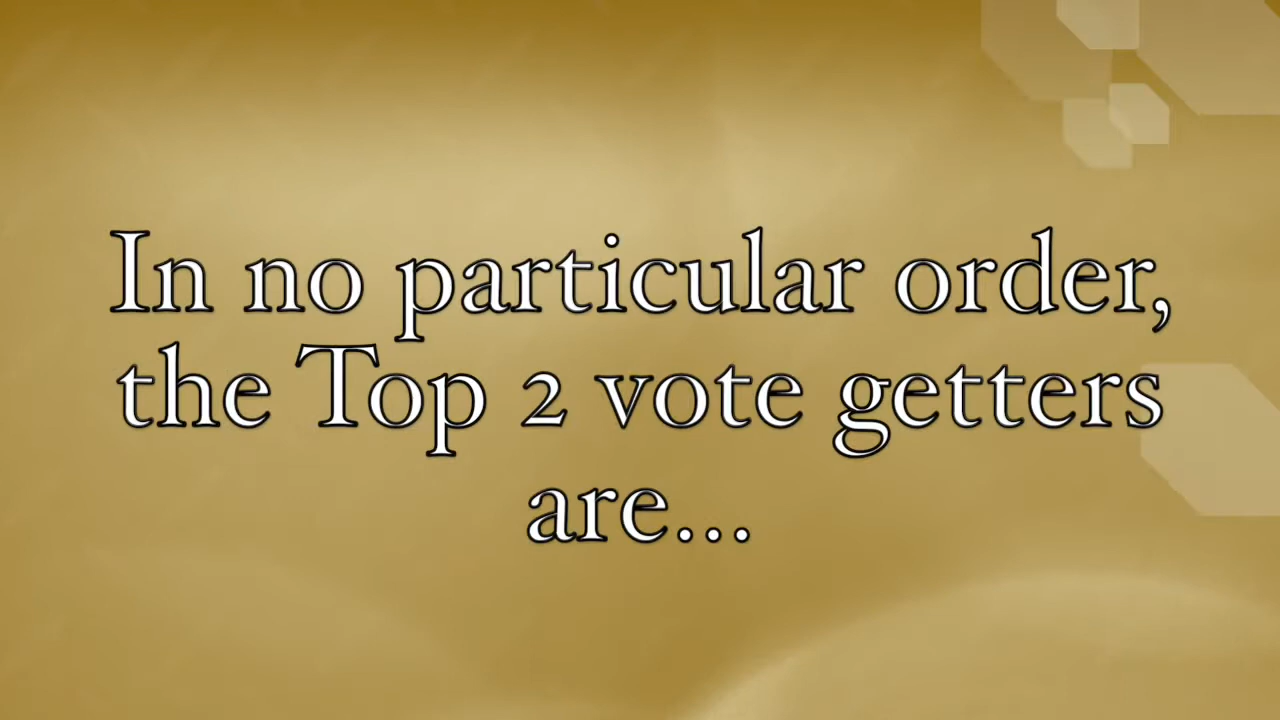 In no particular order,
the Top 2 vote getters
are...